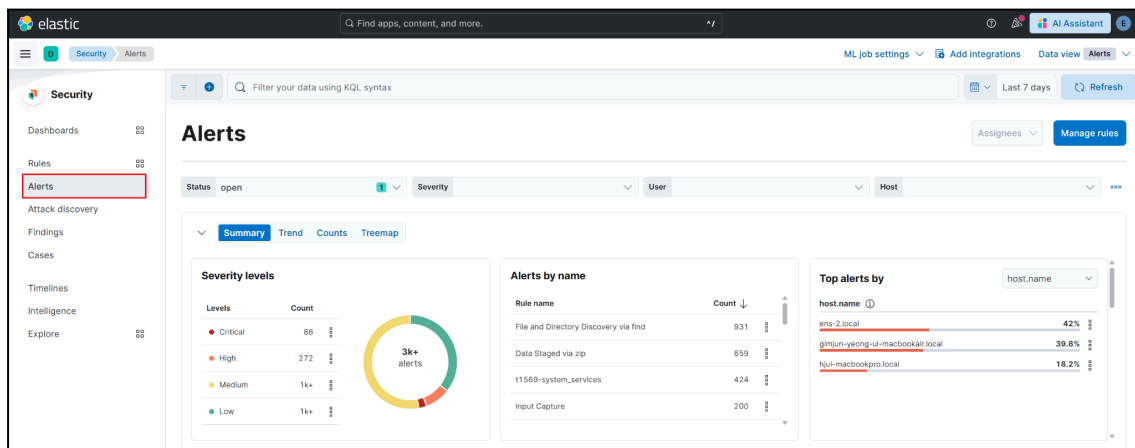 elastic
Find apps, content, and more.
^/
AI Assistant
E
D
Security
Alerts
ML job settings
Add integrations
Data view
Alerts
Security
Filter your data using KQL syntax
Last 7 days
Refresh
Dashboards
Rules
Alerts
Attack discovery
Findings
Cases
Timelines
Intelligence
Explore
Alerts
Assignees
Manage rules
Status open 1
Severity
User
Host
Summary
Trend
Counts
Treemap
Severity levels
Levels Count
Critical 86
High 272
Medium 1k+
Low 1k+
3k+
alerts
Alerts by name
Rule name Count ↓
File and Directory Discovery via find 931
Data Staged via zip 659
t1569-system_services 424
Input Capture 200
Top alerts by
host.name
host.name
ens-2.local 42%
gimjun-yeong-ui-macbookair.local 39.8%
hjui-macbookpro.local 18.2%